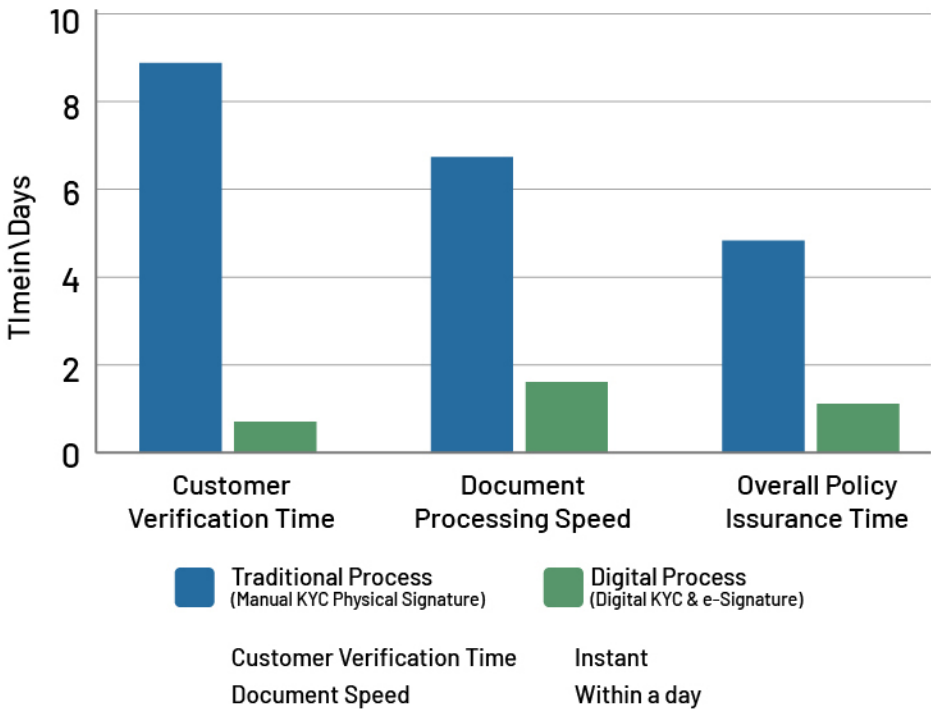 10
8
6
4
2
0
TImein\Days
Customer
Verification Time
Document
Processing Speed
Overall Policy
Issurance Time
Traditional Process
(Manual KYC Physical Signature)
Digital Process
(Digital KYC & e-Signature)
Customer Verification Time Instant
Document Speed Within a day